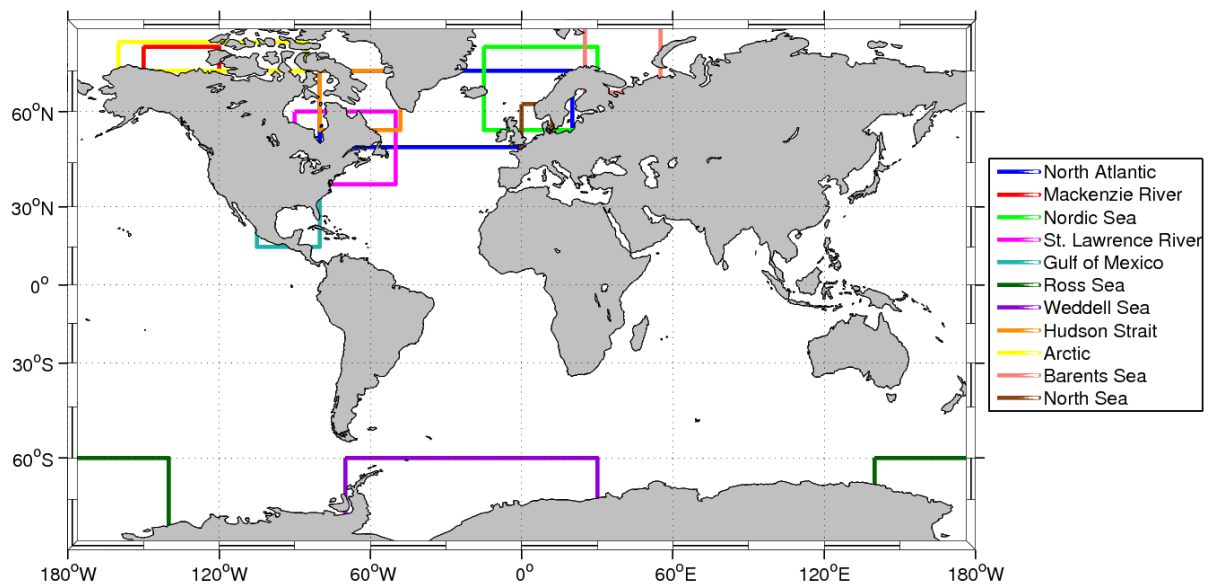 60°N
30°N
0°
30°S
60°S
180°W
120°W
60°W
0°
60°E
120°E
180°W
North Atlantic
Mackenzie River
Nordic Sea
St. Lawrence River
Gulf of Mexico
Ross Sea
Weddell Sea
Hudson Strait
Arctic
Barents Sea
North Sea